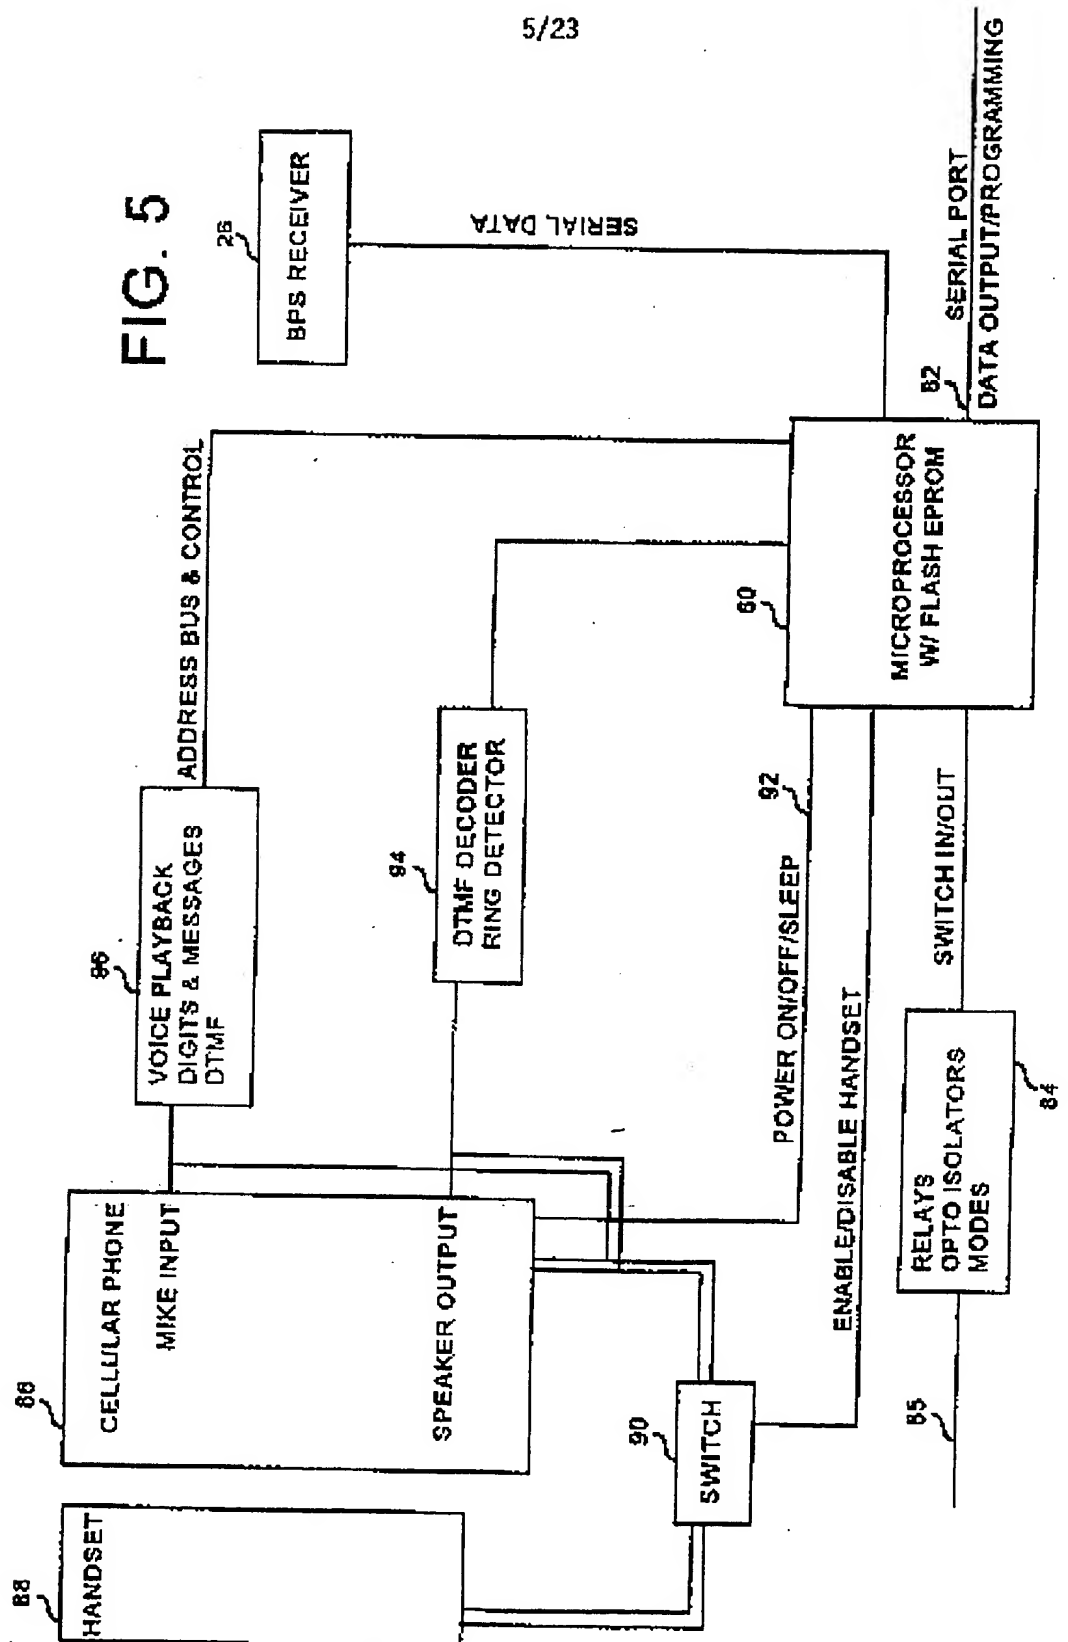 5/23
FIG. 5
26
BPS RECEIVER
SERIAL DATA
ADDRESS BUS & CONTROL
96
VOICE PLAYBACK
DIGITS & MESSAGES
DTMF
94
DTMF DECODER
RING DETECTOR
86
CELLULAR PHONE
MIKE INPUT
SPEAKER OUTPUT
88
HANDSET
90
SWITCH
60
MICROPROCESSOR
W/ FLASH EPROM
82
SERIAL PORT
DATA OUTPUT/PROGRAMMING
92
POWER ON/OFF/SLEEP
ENABLE/DISABLE HANDSET
SWITCH IN/OUT
RELAYS
OPTO ISOLATORS
MODES
84
85